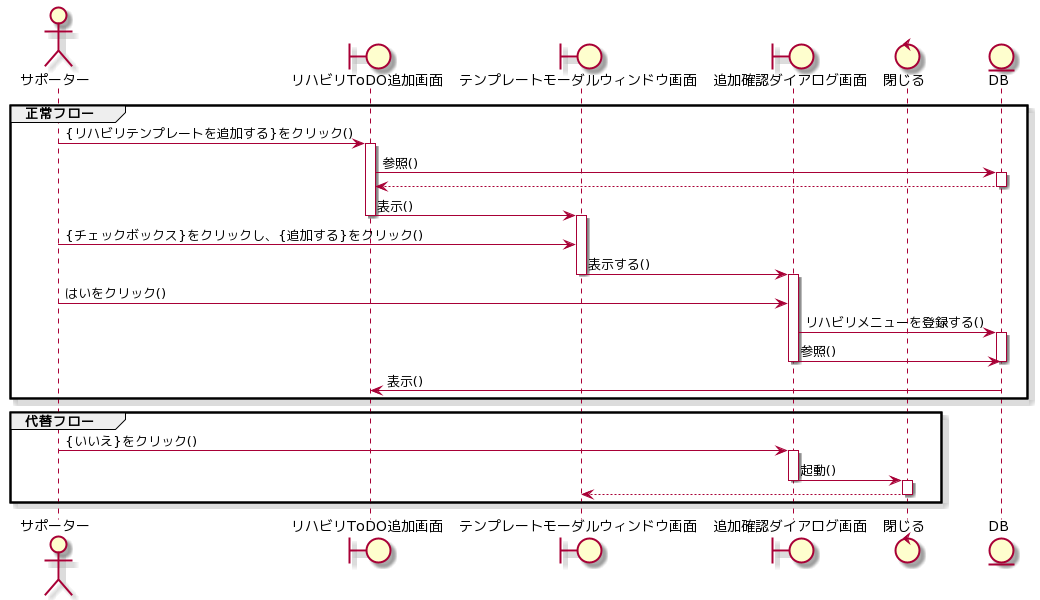 サポーター
リハビリToDO追加画面
テンプレートモーダルウィンドウ画面
追加確認ダイアログ画面
閉じる
DB
正常フロー
{リハビリテンプレートを追加する}をクリック()
参照()
表示()
{チェックボックス}をクリックし、{追加する}をクリック()
表示する()
はいをクリック()
リハビリメニューを登録する()
参照()
表示()
代替フロー
{いいえ}をクリック()
起動()
サポーター
リハビリToDO追加画面
テンプレートモーダルウィンドウ画面
追加確認ダイアログ画面
閉じる
DB